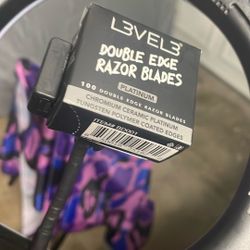 L3VEL3
DOUBLE EDGE
RAZOR BLADES
PLATINUM
100 DOUBLE EDGE RAZOR BLADES
CHROMIUM CERAMIC PLATINUM
TUNGSTEN POLYMER COATED EDGES